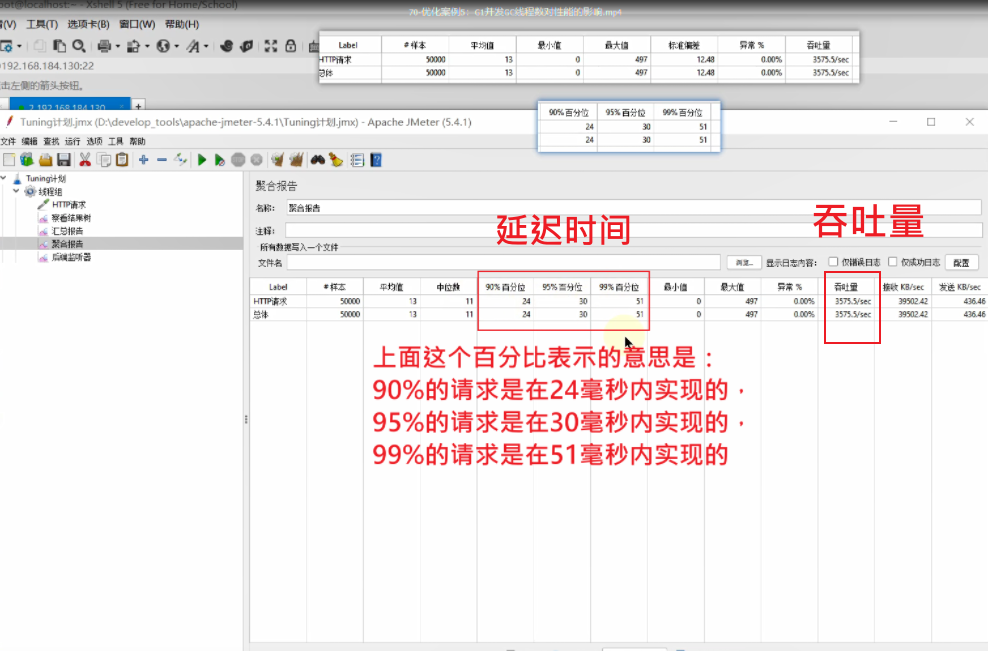 oot@localhost:~ - Xshell 5 (Free for Home/School)
70-优化案例5：G1并发GC线程数对性能的影响.mp4
(V) 工具(T) 选项卡(B) 窗口(W) 帮助(H)
192.168.184.130:22
击左侧的箭头按钮。
2 192.168.184.130
Label # 样本 平均值 最小值 最大值 标准偏差 异常 % 吞吐量
HTTP请求 50000 13 0 497 12.48 0.00% 3575.5/sec
总体 50000 13 0 497 12.48 0.00% 3575.5/sec
90% 百分位 95% 百分位 99% 百分位
24 30 51
24 30 51
Tuning计划.jmx (D:\develop_tools\apache-jmeter-5.4.1\Tuning计划.jmx) - Apache JMeter (5.4.1)
文件 编辑 查找 运行 选项 工具 帮助
Tuning计划
线程组
HTTP请求
察看结果树
汇总报告
聚合报告
后端监听器
聚合报告
名称： 聚合报告
注释：
延迟时间
吞吐量
所有数据写入一个文件
文件名 浏览... 显示日志内容： 仅错误日志 仅成功日志 配置
Label # 样本 平均值 中位数 90% 百分位 95% 百分位 99% 百分位 最小值 最大值 异常 % 吞吐量 接收 KB/sec 发送 KB/sec
HTTP请求 50000 13 11 24 30 51 0 497 0.00% 3575.5/sec 39502.42 436.46
总体 50000 13 11 24 30 51 0 497 0.00% 3575.5/sec 39502.42 436.46
上面这个百分比表示的意思是：
90%的请求是在24毫秒内实现的，
95%的请求是在30毫秒内实现的，
99%的请求是在51毫秒内实现的